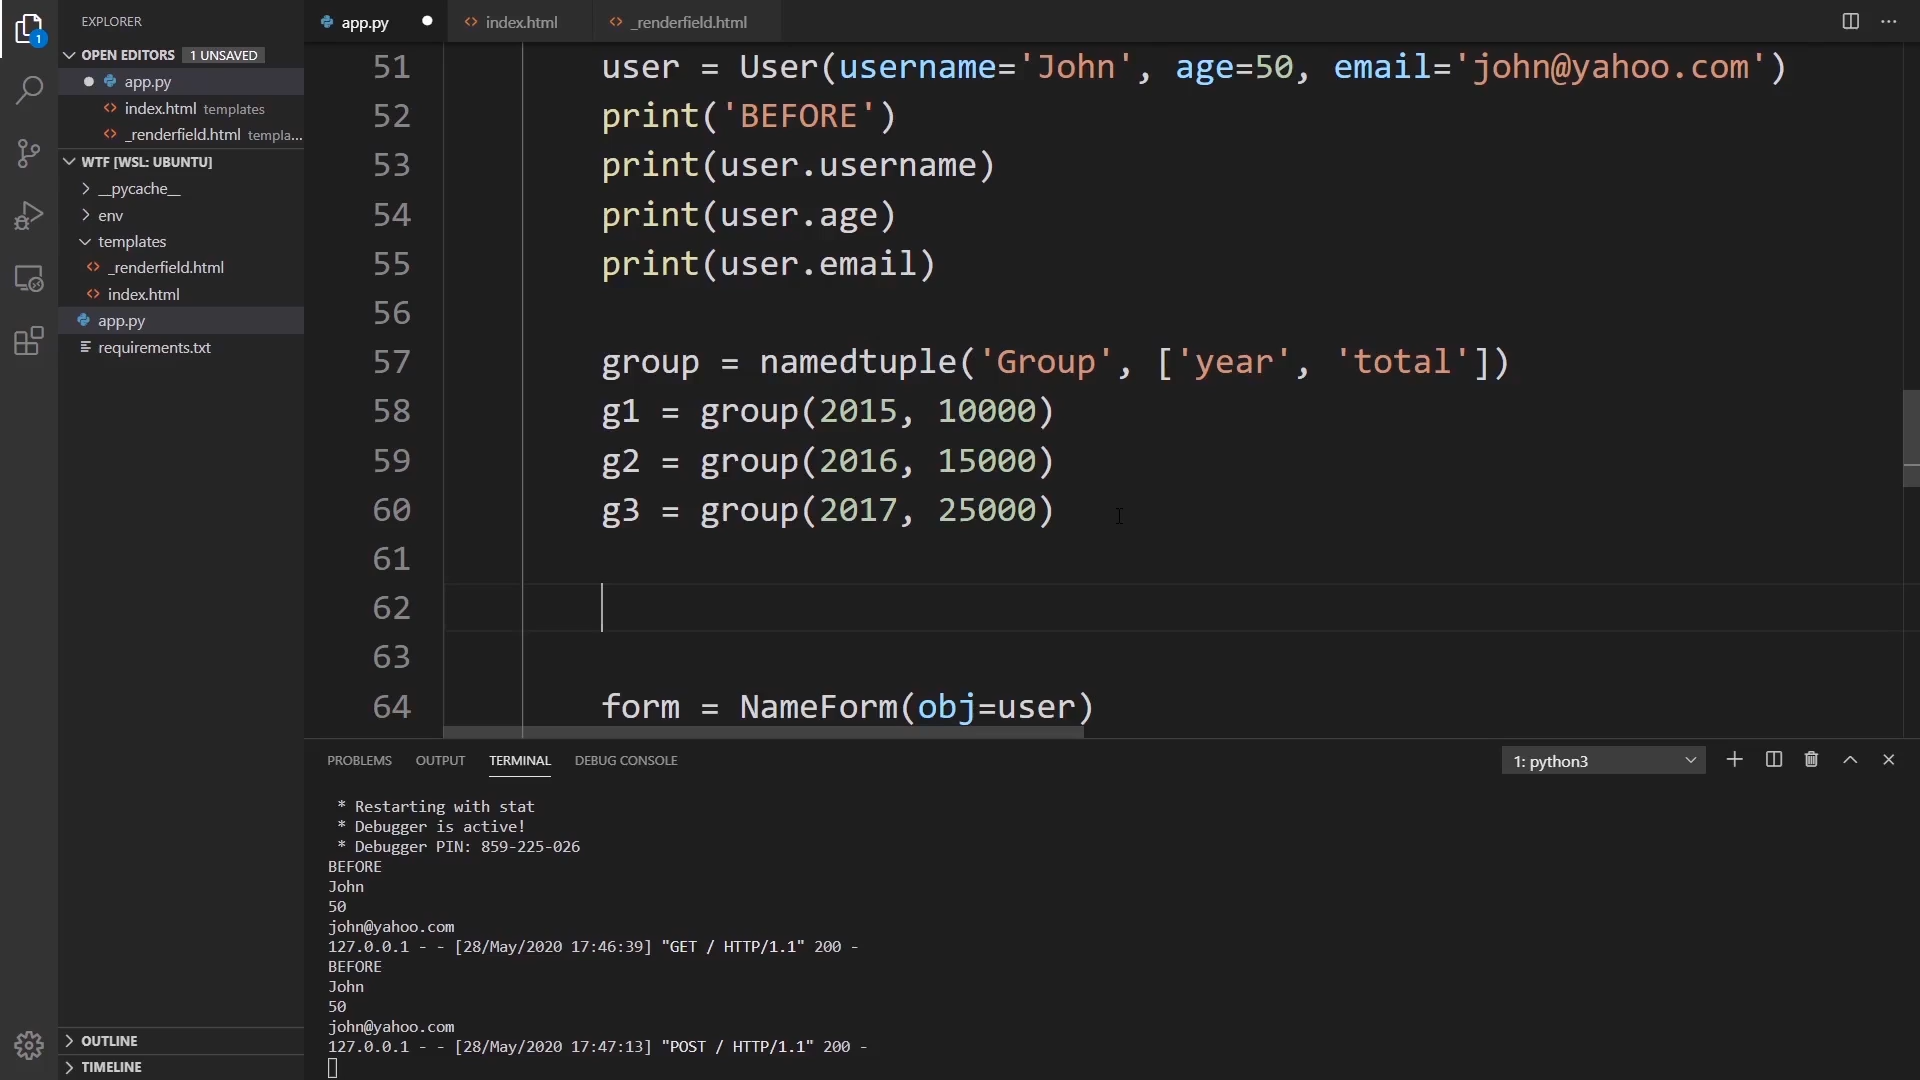 EXPLORER
OPEN EDITORS 1 UNSAVED
app.py
index.html templates
_renderfield.html templa...
WTF [WSL: UBUNTU]
__pycache__
env
templates
_renderfield.html
index.html
app.py
requirements.txt
OUTLINE
TIMELINE
1
app.py
index.html
_renderfield.html
51 user = User(username='John', age=50, email='john@yahoo.com')
52 print('BEFORE')
53 print(user.username)
54 print(user.age)
55 print(user.email)
56
57 group = namedtuple('Group', ['year', 'total'])
58 g1 = group(2015, 10000)
59 g2 = group(2016, 15000)
60 g3 = group(2017, 25000)
61
62
63
64 form = NameForm(obj=user)
PROBLEMS OUTPUT TERMINAL DEBUG CONSOLE 1: python3
* Restarting with stat
* Debugger is active!
* Debugger PIN: 859-225-026
BEFORE
John
50
john@yahoo.com
127.0.0.1 - - [28/May/2020 17:46:39] "GET / HTTP/1.1" 200 -
BEFORE
John
50
john@yahoo.com
127.0.0.1 - - [28/May/2020 17:47:13] "POST / HTTP/1.1" 200 -